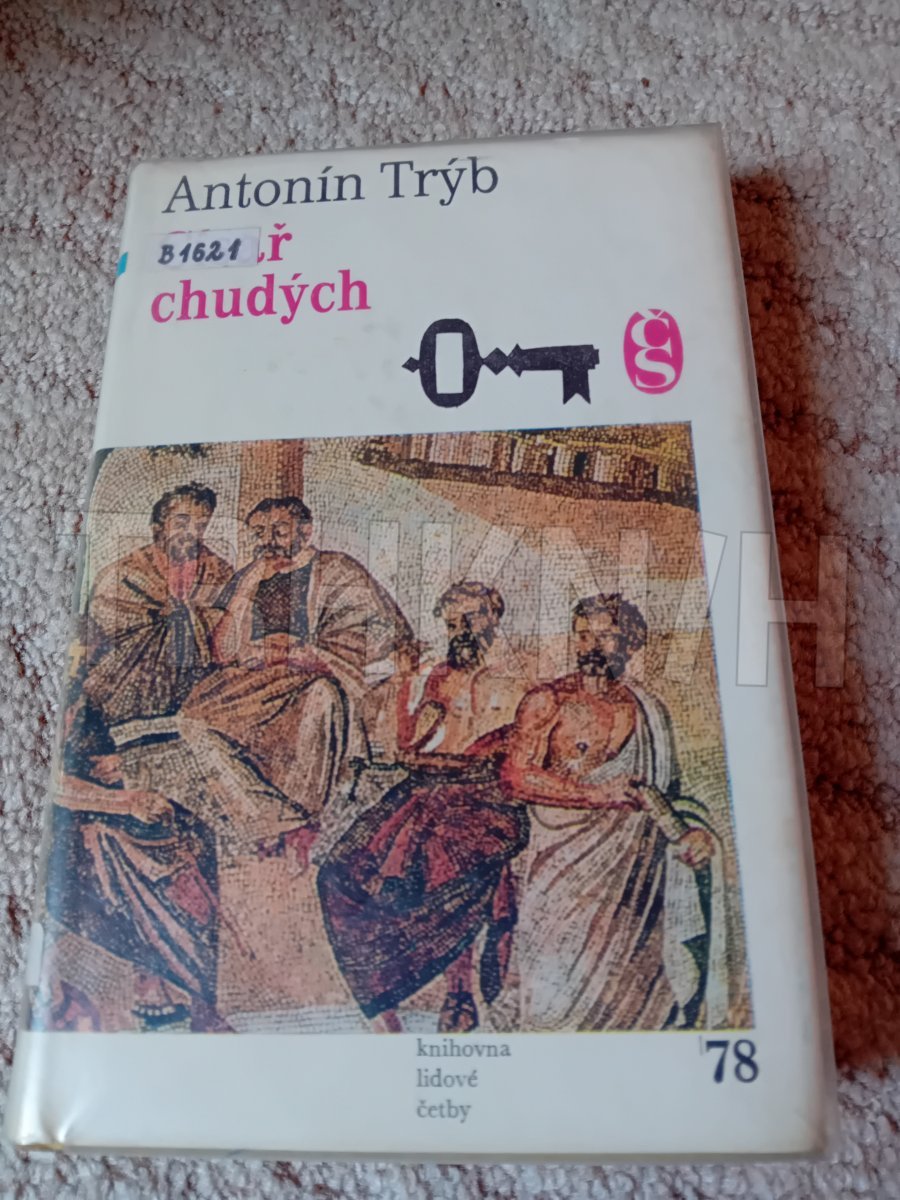 Antonín Trýb
B1621
chudých
ČS
knihovna
lidové
četby
78